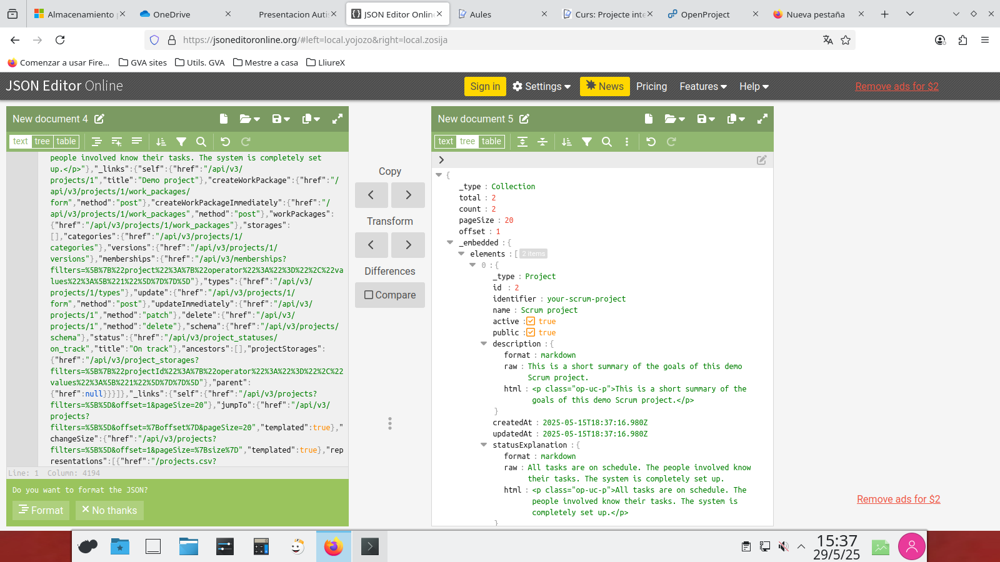 Almacenamiento
OneDrive
Presentacion Auti
JSON Editor Onlin
Aules
Curs: Projecte int
OpenProject
Nueva pestaña
https://jsoneditoronline.org/#left=local.yojozo&right=local.zosija
Comenzar a usar Fire...
GVA sites
Utils. GVA
Mestre a casa
LliureX
JSON Editor Online
Sign in
Settings
News
Pricing
Features
Help
Remove ads for $2
New document 4
text tree table
people involved know their tasks. The system is completely set
up.</p>"},"_links":{"self":{"href":"/api/v3/
projects/1","title":"Demo project"},"createWorkPackage":{"href":"/
api/v3/projects/1/work_packages/
form","method":"post"},"createWorkPackageImmediately":{"href":"/
api/v3/projects/1/work_packages","method":"post"},"workPackages":
{"href":"/api/v3/projects/1/work_packages"},"storages":
[],"categories":{"href":"/api/v3/projects/1/
categories"},"versions":{"href":"/api/v3/projects/1/
versions"},"memberships":{"href":"/api/v3/memberships?
filters=%5B%7B%22project%22%3A%7B%22operator%22%3A%22%3D%22%2C%22va
lues%22%3A%5B%221%22%5D%7D%7D%5D"},"types":{"href":"/api/v3/
projects/1/types"},"update":{"href":"/api/v3/projects/1/
form","method":"post"},"updateImmediately":{"href":"/api/v3/
projects/1","method":"patch"},"delete":{"href":"/api/v3/
projects/1","method":"delete"},"schema":{"href":"/api/v3/projects/
schema"},"status":{"href":"/api/v3/project_statuses/
on_track","title":"On track"},"ancestors":[],"projectStorages":
{"href":"/api/v3/project_storages?
filters=%5B%7B%22projectId%22%3A%7B%22operator%22%3A%22%3D%22%2C%22
values%22%3A%5B%221%22%5D%7D%7D%5D"},"parent":
{"href":null}}}]},"_links":{"self":{"href":"/api/v3/projects?
filters=%5B%5D&offset=1&pageSize=20"},"jumpTo":{"href":"/api/v3/
projects?
filters=%5B%5D&offset=%7Boffset%7D&pageSize=20","templated":true},"
changeSize":{"href":"/api/v3/projects?
filters=%5B%5D&offset=1&pageSize=%7Bsize%7D","templated":true},"rep
resentations":[{"href":"/projects.csv?
Line: 1 Column: 4194
Do you want to format the JSON?
Format
No thanks
Copy
Transform
Differences
Compare
New document 5
text tree table
{
_type : Collection
total : 2
count : 2
pageSize : 20
offset : 1
_embedded : {
elements : [ 2 items
0 : {
_type : Project
id : 2
identifier : your-scrum-project
name : Scrum project
active : true
public : true
description : {
format : markdown
raw : This is a short summary of the goals of this demo
Scrum project.
html : <p class="op-uc-p">This is a short summary of the
goals of this demo Scrum project.</p>
}
createdAt : 2025-05-15T18:37:16.980Z
updatedAt : 2025-05-15T18:37:16.980Z
statusExplanation : {
format : markdown
raw : All tasks are on schedule. The people involved know
their tasks. The system is completely set up.
html : <p class="op-uc-p">All tasks are on schedule. The
people involved know their tasks. The system is
completely set up.</p>
}
Remove ads for $2
15:37
29/5/25